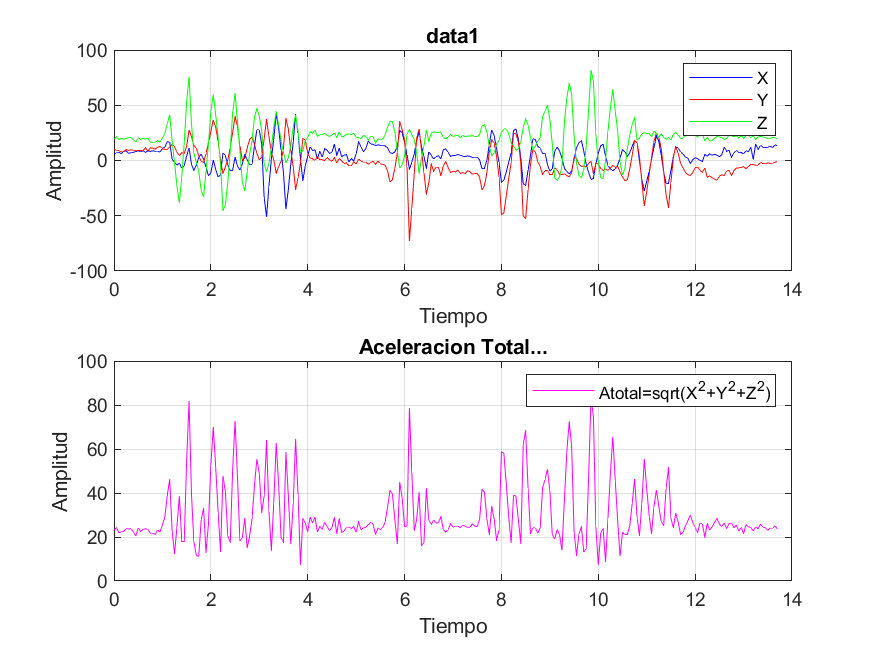 data1
100
50
0
-50
-100
Amplitud
X
Y
Z
0 2 4 6 8 10 12 14
Tiempo
Aceleracion Total...
100
80
60
40
20
0
Amplitud
Atotal=sqrt(X²+Y²+Z²)
0 2 4 6 8 10 12 14
Tiempo